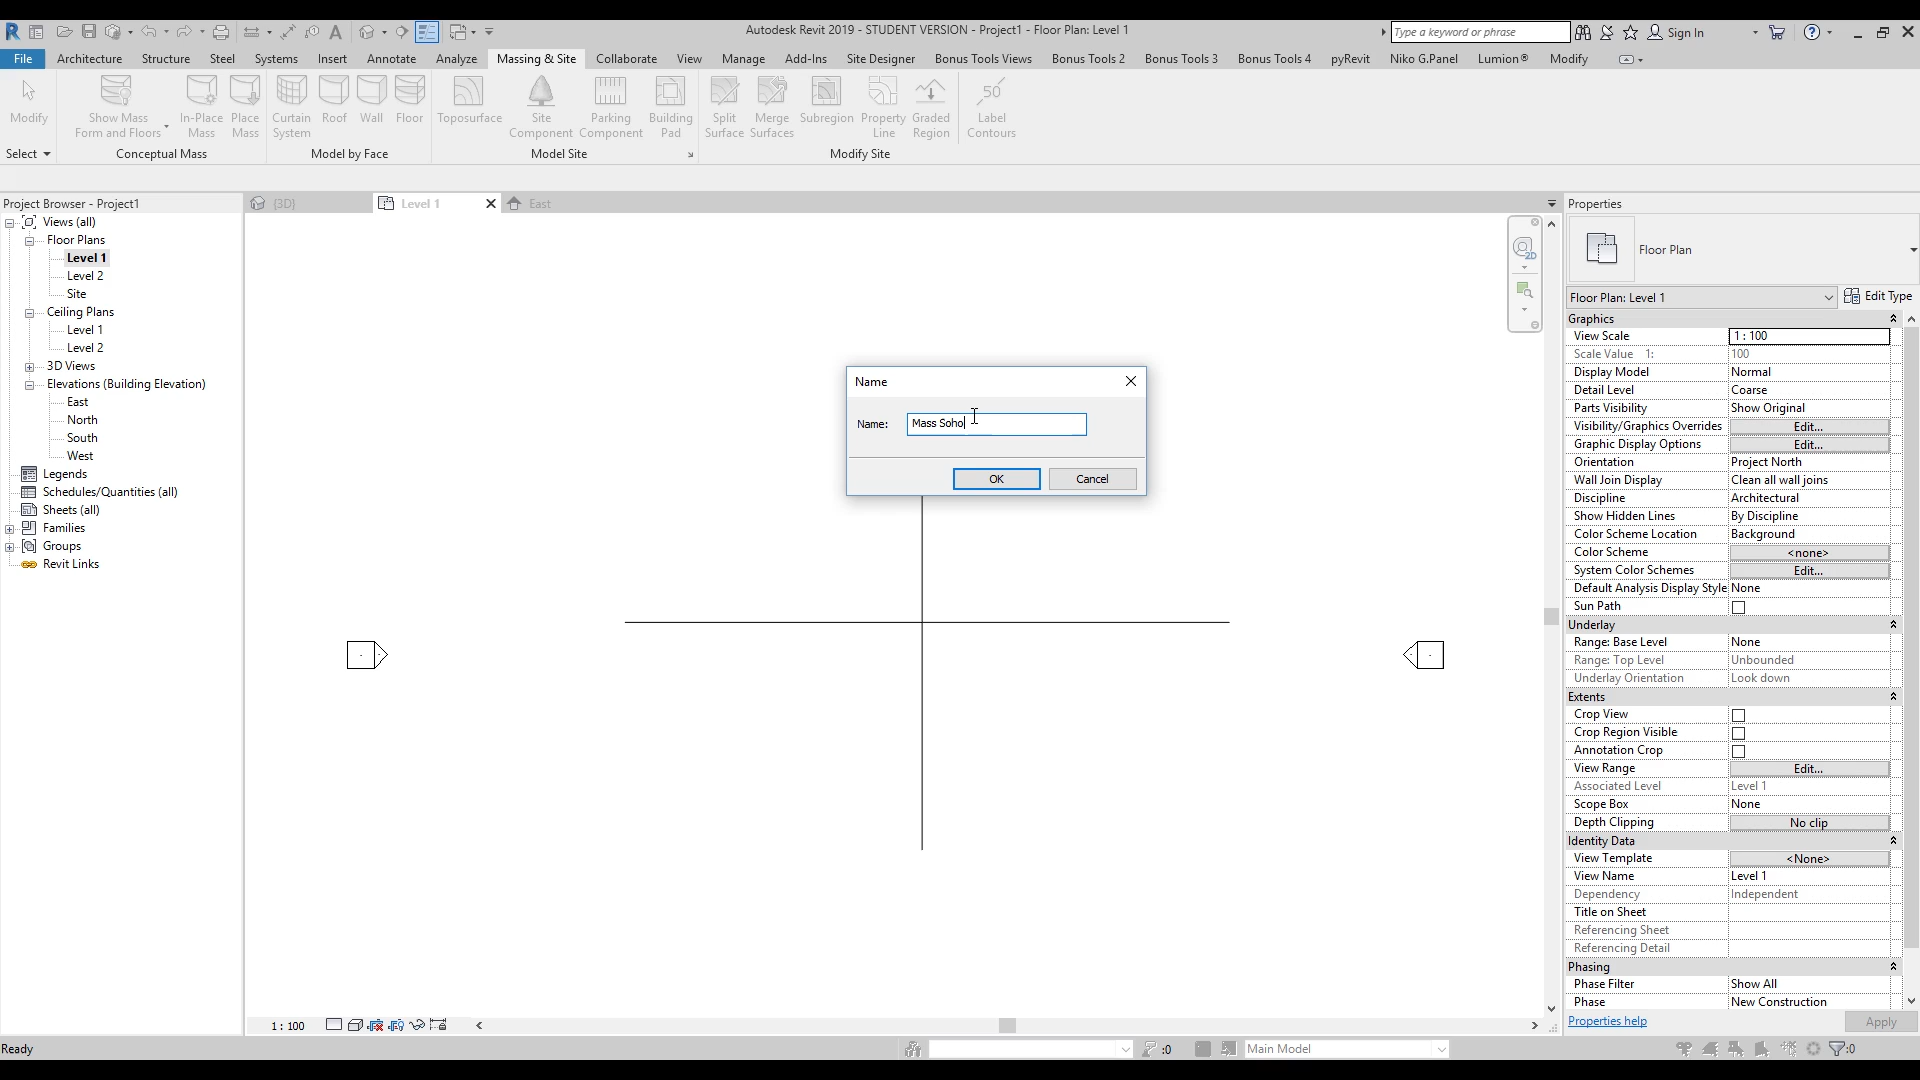 Autodesk Revit 2019 - STUDENT VERSION - Project1 - Floor Plan: Level 1
Type a keyword or phrase
Sign In
File Architecture Structure Steel Systems Insert Annotate Analyze Massing & Site Collaborate View Manage Add-Ins Site Designer Bonus Tools Views Bonus Tools 2 Bonus Tools 3 Bonus Tools 4 pyRevit Niko G.Panel Lumion® Modify
Modify
Show Mass
Form and Floors
In-Place
Mass
Place
Mass
Curtain
System
Roof
Wall
Floor
Toposurface
Site
Component
Parking
Component
Building
Pad
Split
Surface
Merge
Surfaces
Subregion
Property
Line
Graded
Region
50
Label
Contours
Select
Conceptual Mass
Model by Face
Model Site
Modify Site
Project Browser - Project1
Views (all)
Floor Plans
Level 1
Level 2
Site
Ceiling Plans
Level 1
Level 2
3D Views
Elevations (Building Elevation)
East
North
South
West
Legends
Schedules/Quantities (all)
Sheets (all)
Families
Groups
Revit Links
{3D}
Level 1
East
2D
Name
Name: Mass Soho
OK Cancel
Properties
Floor Plan
Floor Plan: Level 1 Edit Type
Graphics
View Scale 1 : 100
Scale Value 1: 100
Display Model Normal
Detail Level Coarse
Parts Visibility Show Original
Visibility/Graphics Overrides Edit...
Graphic Display Options Edit...
Orientation Project North
Wall Join Display Clean all wall joins
Discipline Architectural
Show Hidden Lines By Discipline
Color Scheme Location Background
Color Scheme <none>
System Color Schemes Edit...
Default Analysis Display Style None
Sun Path
Underlay
Range: Base Level None
Range: Top Level Unbounded
Underlay Orientation Look down
Extents
Crop View
Crop Region Visible
Annotation Crop
View Range Edit...
Associated Level Level 1
Scope Box None
Depth Clipping No clip
Identity Data
View Template <None>
View Name Level 1
Dependency Independent
Title on Sheet
Referencing Sheet
Referencing Detail
Phasing
Phase Filter Show All
Phase New Construction
Properties help Apply
1 : 100
Ready
:0
Main Model
:0